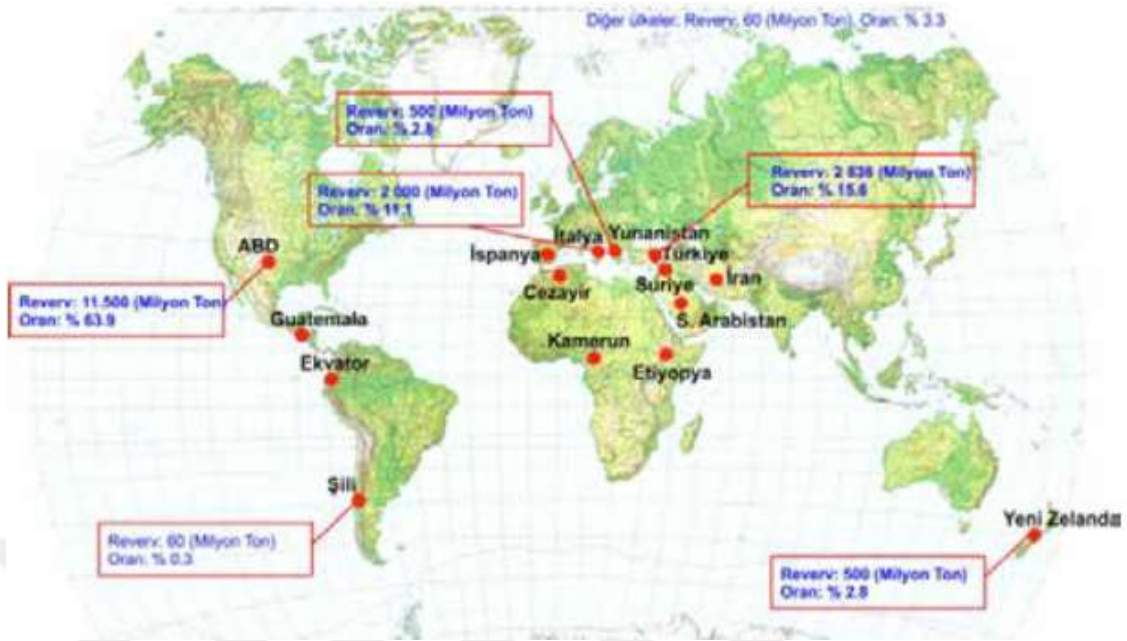 Diğer ülkeler: Reverv: 60 (Milyon Ton), Oran: % 3.3
Reverv: 500 (Milyon Ton)
Oran: % 2.8
Reverv: 2 000 (Milyon Ton)
Oran: % 11.1
Reverv: 2 836 (Milyon Ton)
Oran: % 15.6
İtalya
Yunanistan
İspanya
Türkiye
ABD
Suriye
İran
Cezayir
Reverv: 11.500 (Milyon Ton
Oran: % 63.9
S. Arabistan
Guatemala
Kamerun
Ekvator
Etiyopya
Şili
Yeni Zelanda
Reverv: 60 (Milyon Ton)
Oran: % 0.3
Reverv: 500 (Milyon Ton)
Oran: % 2.8